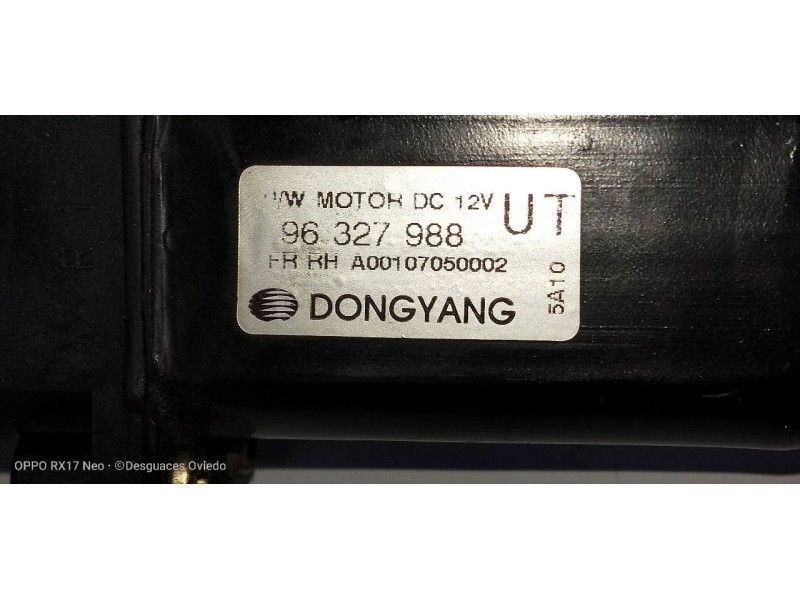 P/W MOTOR DC 12V
UT
96 327 988
FR RH A00107050002
5A10
DONGYANG
OPPO RX17 Neo · ©Desguaces Oviedo